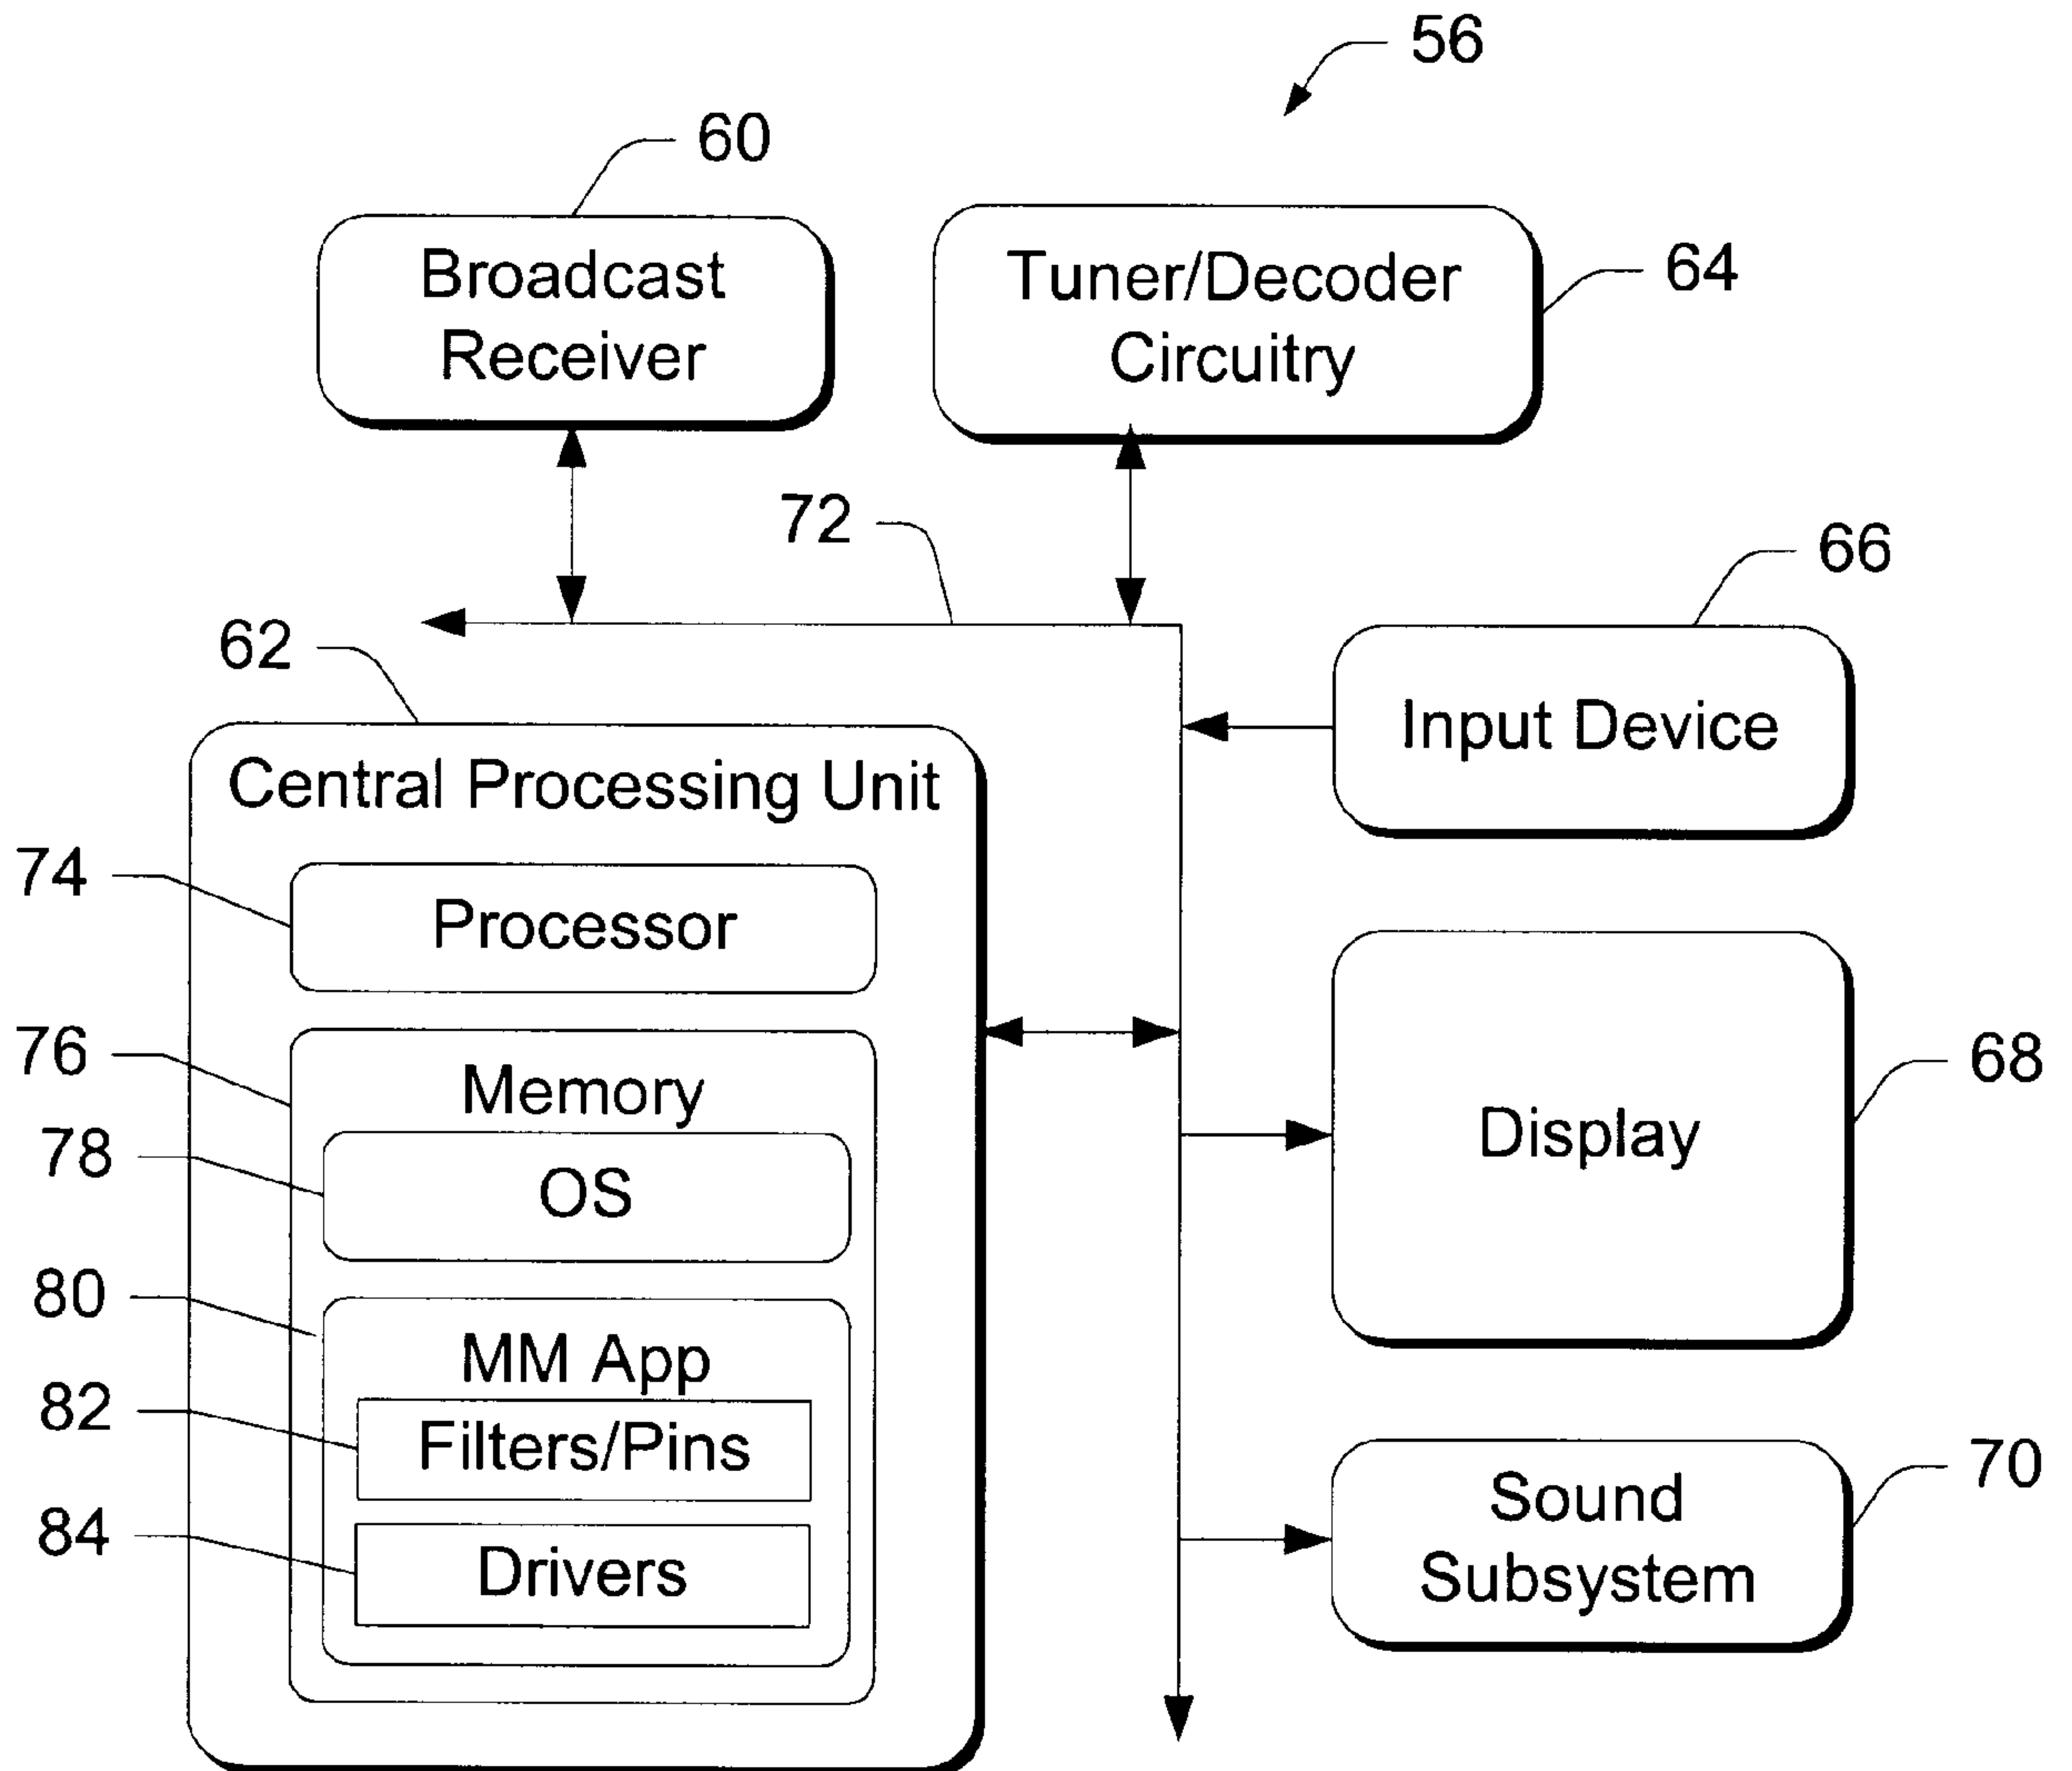 56
60
Broadcast
Receiver
Tuner/Decoder
Circuitry
64
72
66
62
Input Device
Central Processing Unit
74
Processor
76
Memory
78
OS
80
MM App
82
Filters/Pins
84
Drivers
Display
68
Sound
Subsystem
70